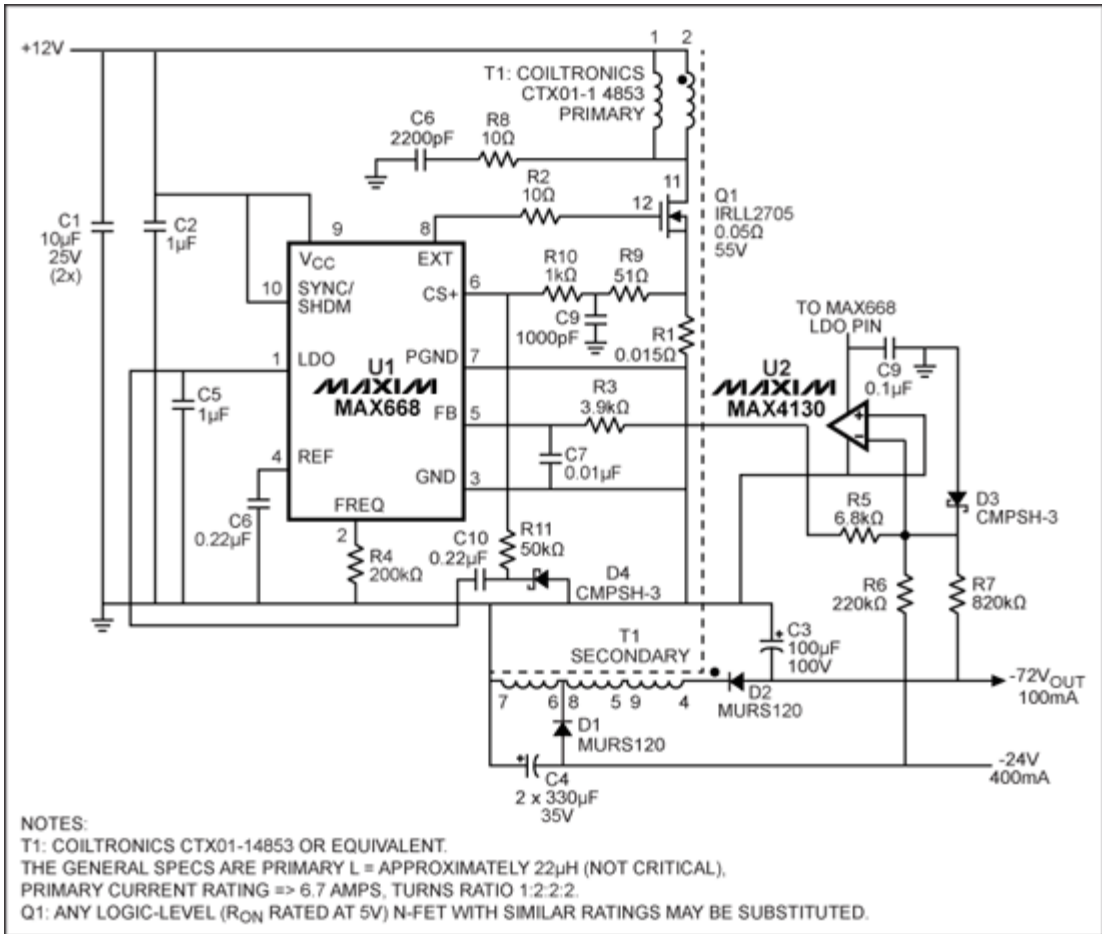 +12V
1 2
T1: COILTRONICS
CTX01-1 4853
PRIMARY
C6
2200pF
R8
10Ω
R2
10Ω
11
12
Q1
IRLL2705
0.05Ω
55V
C1
10µF
25V
(2x)
C2
1µF
9
8
VCC
EXT
10
SYNC/
SHDM
CS+
6
R10
1kΩ
R9
51Ω
C9
1000pF
R1
0.015Ω
1
LDO
PGND
7
U1
MAXIM
MAX668
C5
1µF
R3
3.9kΩ
FB
5
4
REF
C7
0.01µF
GND
3
C6
0.22µF
FREQ
2
R4
200kΩ
C10
0.22µF
R11
50kΩ
D4
CMPSH-3
TO MAX668
LDO PIN
C9
0.1µF
U2
MAXIM
MAX4130
+
−
R5
6.8kΩ
D3
CMPSH-3
R6
220kΩ
R7
820kΩ
+
C3
100µF
100V
T1
SECONDARY
7 6 8 5 9 4
D2
MURS120
-72VOUT
100mA
D1
MURS120
+
C4
2 x 330µF
35V
-24V
400mA
NOTES:
T1: COILTRONICS CTX01-14853 OR EQUIVALENT.
THE GENERAL SPECS ARE PRIMARY L = APPROXIMATELY 22µH (NOT CRITICAL),
PRIMARY CURRENT RATING => 6.7 AMPS, TURNS RATIO 1:2:2:2.
Q1: ANY LOGIC-LEVEL (RON RATED AT 5V) N-FET WITH SIMILAR RATINGS MAY BE SUBSTITUTED.